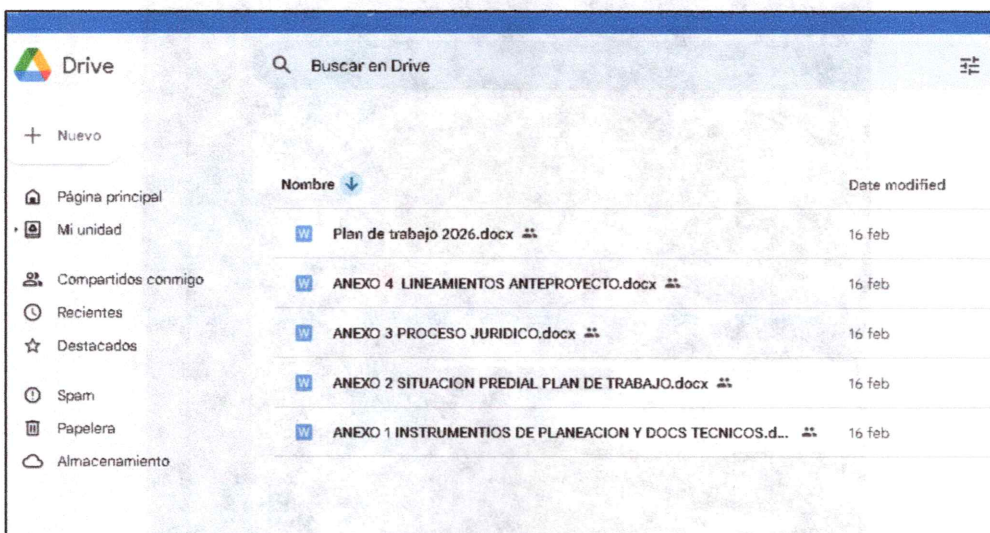 Drive
Buscar en Drive
Nuevo
Página principal
Mi unidad
Compartidos conmigo
Recientes
Destacados
Spam
Papelera
Almacenamiento
Nombre Date modified
W Plan de trabajo 2026.docx 16 feb
W ANEXO 4 LINEAMIENTOS ANTEPROYECTO.docx 16 feb
W ANEXO 3 PROCESO JURIDICO.docx 16 feb
W ANEXO 2 SITUACION PREDIAL PLAN DE TRABAJO.docx 16 feb
W ANEXO 1 INSTRUMENTIOS DE PLANEACION Y DOCS TECNICOS.d... 16 feb